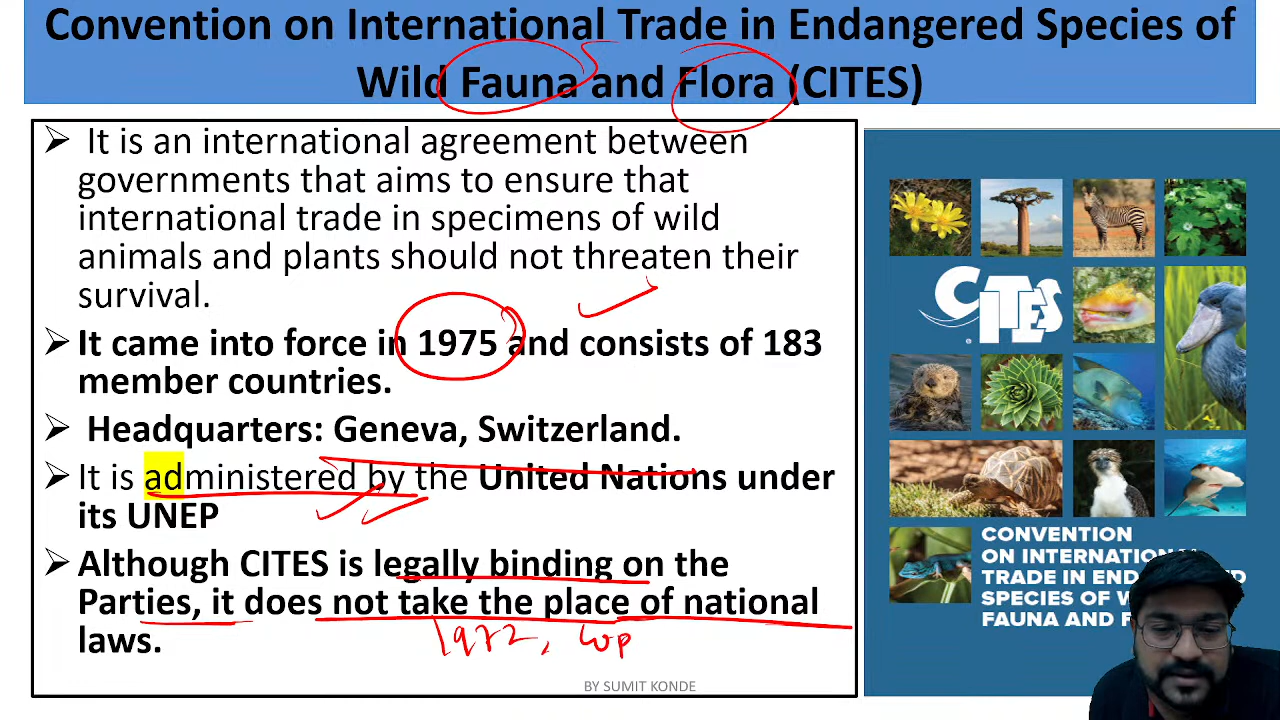 Convention on International Trade in Endangered Species of
Wild Fauna and Flora (CITES)
➢ It is an international agreement between
governments that aims to ensure that
international trade in specimens of wild
animals and plants should not threaten their
survival.
➢ It came into force in 1975 and consists of 183
member countries.
➢ Headquarters: Geneva, Switzerland.
➢ It is administered by the United Nations under
its UNEP
➢ Although CITES is legally binding on the
Parties, it does not take the place of national
laws.
1972, wp
BY SUMIT KONDE
CITES
CONVENTION
ON INTERNATIONAL
TRADE IN END
SPECIES OF W
FAUNA AND F